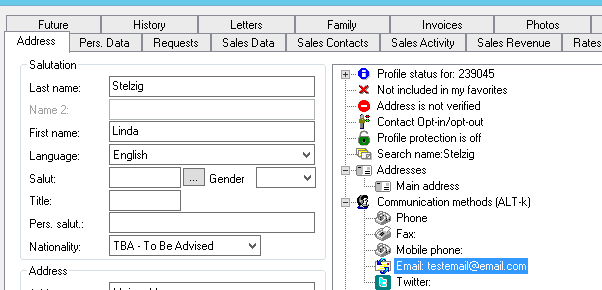 Future History Letters Family Invoices Photos
Address Pers. Data Requests Sales Data Sales Contacts Sales Activity Sales Revenue Rates
Salutation
Last name: Stelzig
Name 2:
First name: Linda
Language: English
Salut: ... Gender
Title:
Pers. salut.:
Nationality: TBA - To Be Advised
Address
Profile status for: 239045
Not included in my favorites
Address is not verified
Contact Opt-in/opt-out
Profile protection is off
Search name:Stelzig
Addresses
Main address
Communication methods (ALT-k)
Phone
Fax:
Mobile phone:
Email: testemail@email.com
Twitter: